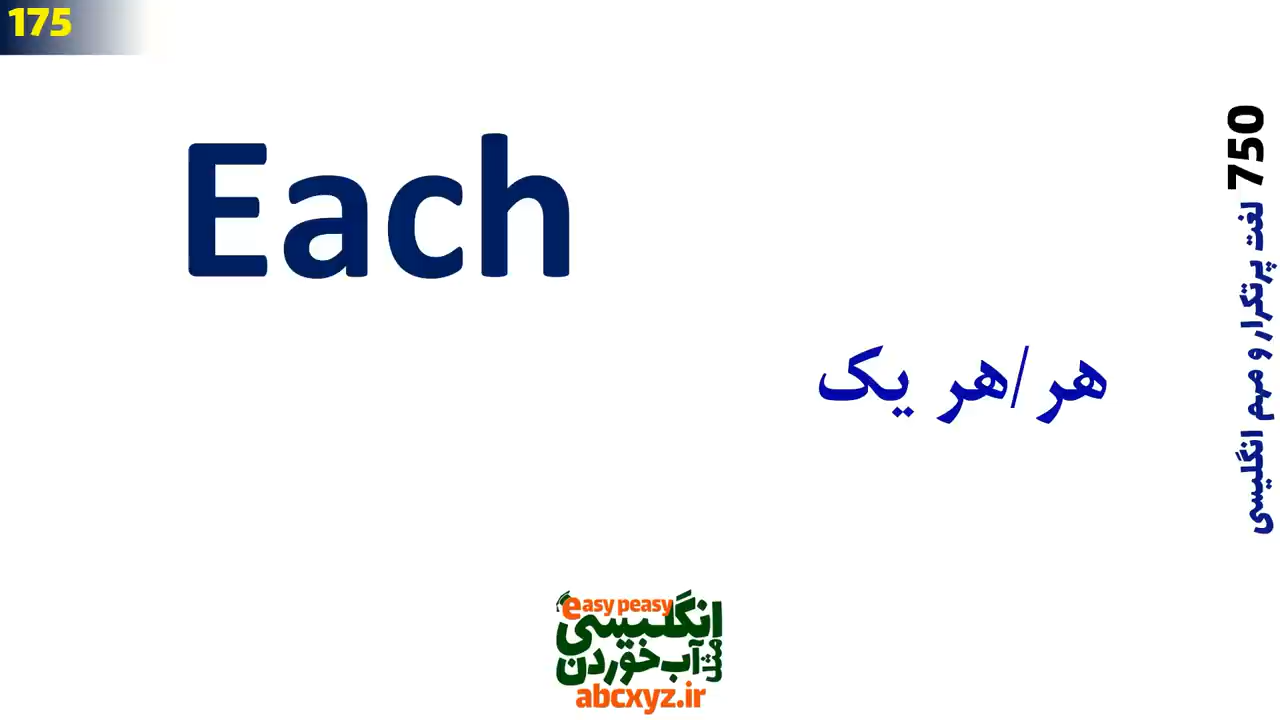 175
Each
هر/هر یک
750 لغت پرتکرار و مهم انگلیسی
easy peasy
انگلیسی
مثل آب خوردن
abcxyz.ir